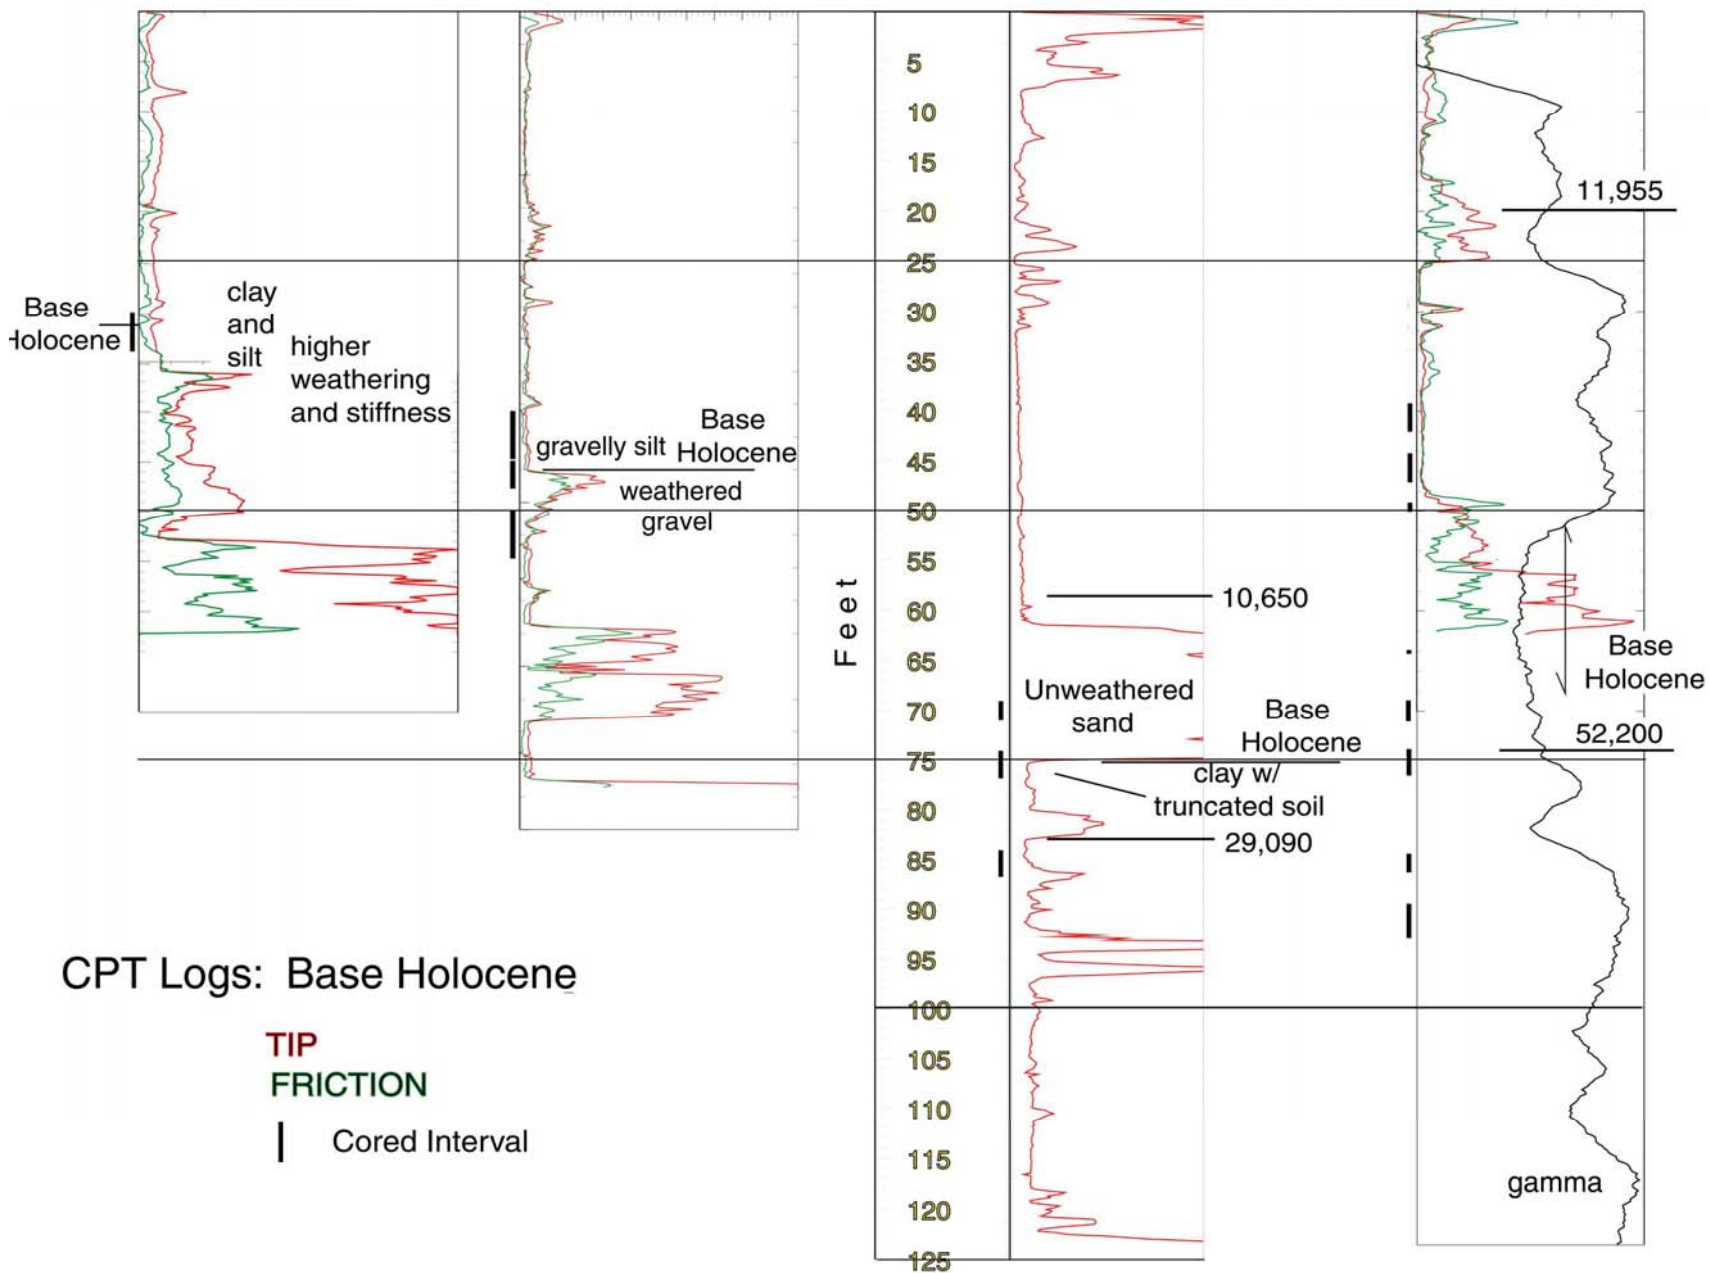 Base
Holocene
clay
and
silt
higher
weathering
and stiffness
gravelly silt
Base
Holocene
weathered
gravel
Feet
5
10
15
20
25
30
35
40
45
50
55
60
65
70
75
80
85
90
95
100
105
110
115
120
125
10,650
Unweathered
sand
Base
Holocene
clay w/
truncated soil
29,090
11,955
Base
Holocene
52,200
gamma
CPT Logs: Base Holocene
TIP
FRICTION
Cored Interval